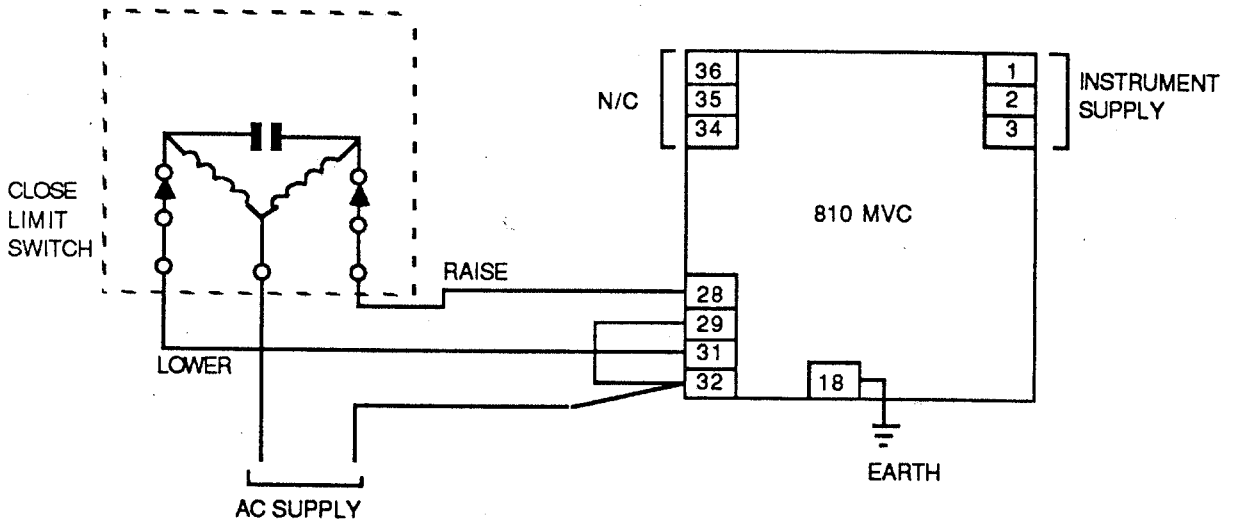 36
35
34
N/C
1
2
3
INSTRUMENT
SUPPLY
CLOSE
LIMIT
SWITCH
810 MVC
RAISE
28
29
31
32
LOWER
18
EARTH
AC SUPPLY